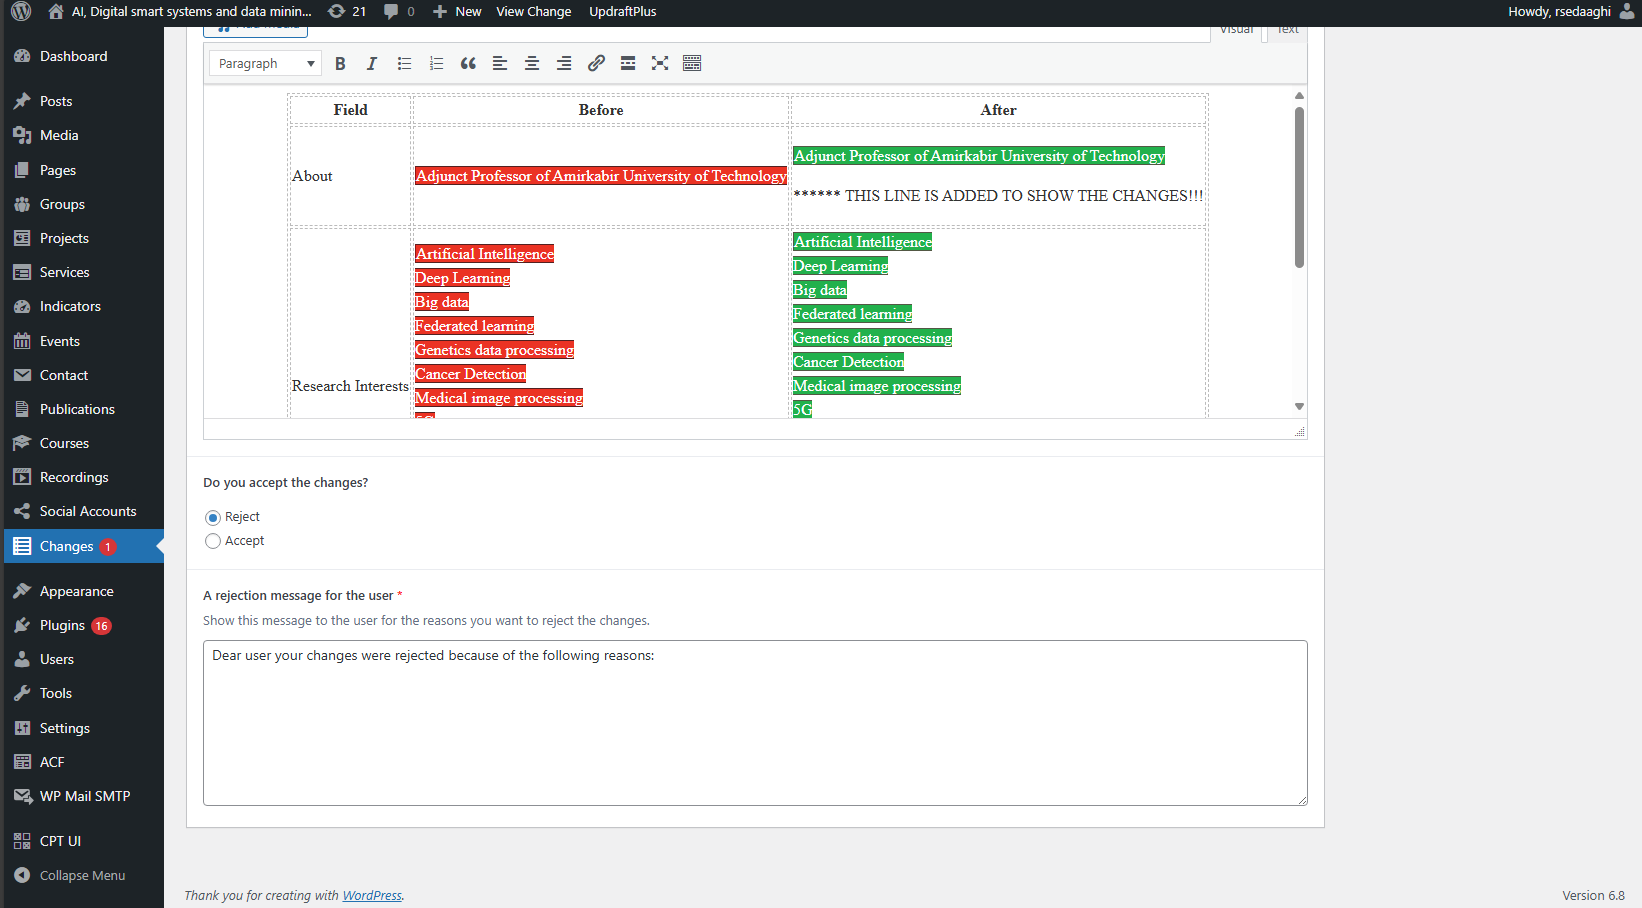 AI, Digital smart systems and data minin... 21 0 New View Change UpdraftPlus Howdy, rsedaaghi
Dashboard
Posts
Media
Pages
Groups
Projects
Services
Indicators
Events
Contact
Publications
Courses
Recordings
Social Accounts
Changes 1
Appearance
Plugins 16
Users
Tools
Settings
ACF
WP Mail SMTP
CPT UI
Collapse Menu
Visual Text
Paragraph
Field Before After
About
Adjunct Professor of Amirkabir University of Technology
Adjunct Professor of Amirkabir University of Technology
****** THIS LINE IS ADDED TO SHOW THE CHANGES!!!
Research Interests
Artificial Intelligence
Deep Learning
Big data
Federated learning
Genetics data processing
Cancer Detection
Medical image processing
5G
Artificial Intelligence
Deep Learning
Big data
Federated learning
Genetics data processing
Cancer Detection
Medical image processing
5G
Do you accept the changes?
Reject
Accept
A rejection message for the user *
Show this message to the user for the reasons you want to reject the changes.
Dear user your changes were rejected because of the following reasons:
Thank you for creating with WordPress.
Version 6.8